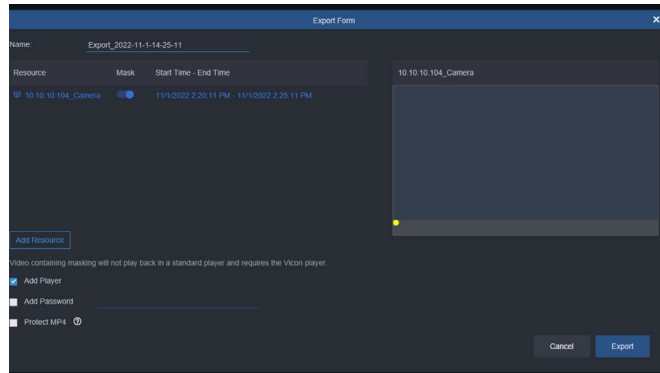 Export Form
Name: Export_2022-11-1-14-25-11
Resource Mask Start Time - End Time
10.10.10.104_Camera
10.10.10.104_Camera 11/1/2022 2:20:11 PM - 11/1/2022 2:25:11 PM
Add Resource
Video containing masking will not play back in a standard player and requires the Vicon player.
Add Player
Add Password
Protect MP4
Cancel Export